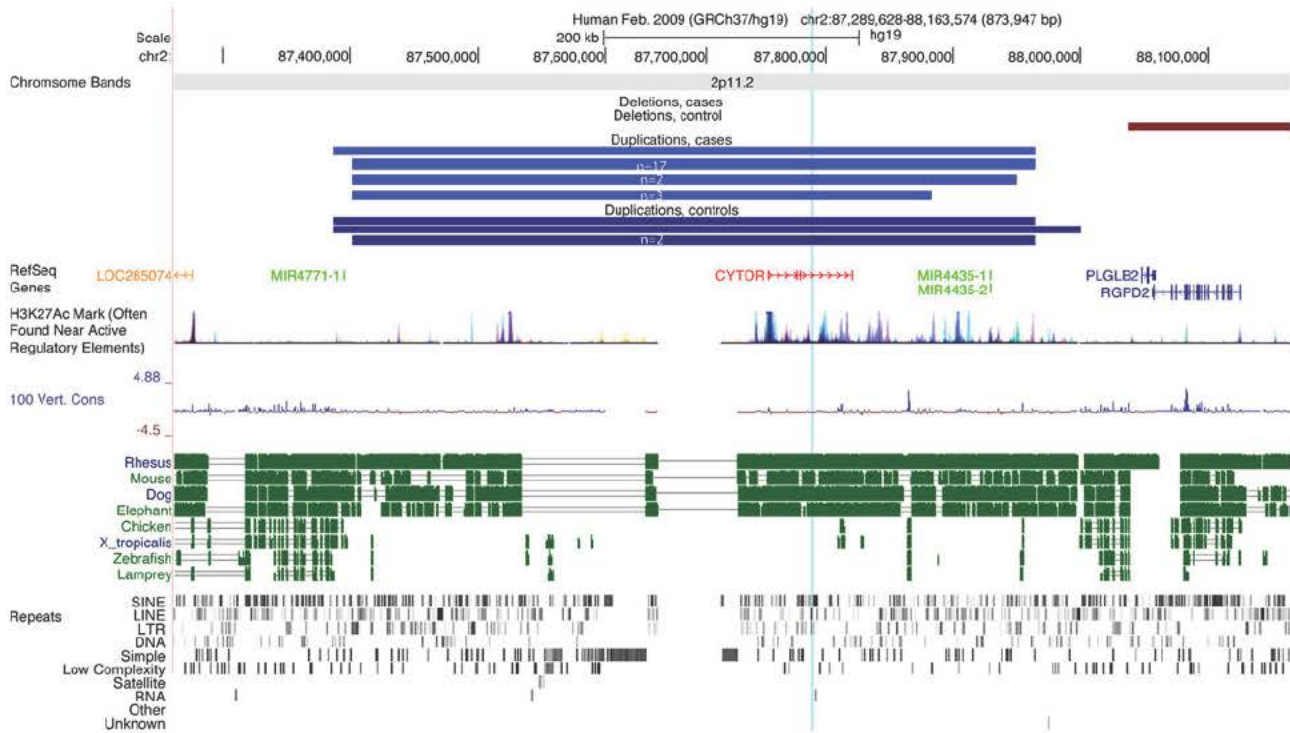 Human Feb. 2009 (GRCh37/hg19) chr2:87,289,628-88,163,574 (873,947 bp)
Scale 200 kb hg19
chr2: 87,400,000 87,500,000 87,600,000 87,700,000 87,800,000 87,900,000 88,000,000 88,100,000
Chromsome Bands 2p11.2
Deletions, cases
Deletions, control
Duplications, cases
n=17
n=2
n=3
Duplications, controls
n=2
RefSeq
Genes
LOC285074 MIR4771-1 CYTOR MIR4435-1 PLGLB2
MIR4435-2 RGPD2
H3K27Ac Mark (Often
Found Near Active
Regulatory Elements)
4.88
100 Vert. Cons
-4.5
Rhesus
Mouse
Dog
Elephant
Chicken
X_tropicalis
Zebrafish
Lamprey
Repeats
SINE
LINE
LTR
DNA
Simple
Low Complexity
Satellite
RNA
Other
Unknown